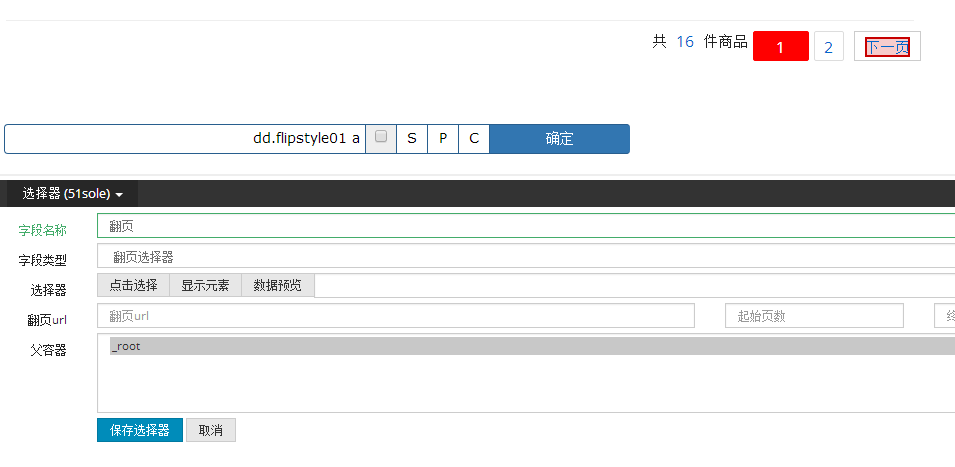 共 16 件商品 1 2 下一页
dd.flipstyle01 a S P C 确定
选择器 (51sole)
字段名称 翻页
字段类型 翻页选择器
选择器 点击选择 显示元素 数据预览
翻页url 翻页url 起始页数
父容器 _root
保存选择器 取消